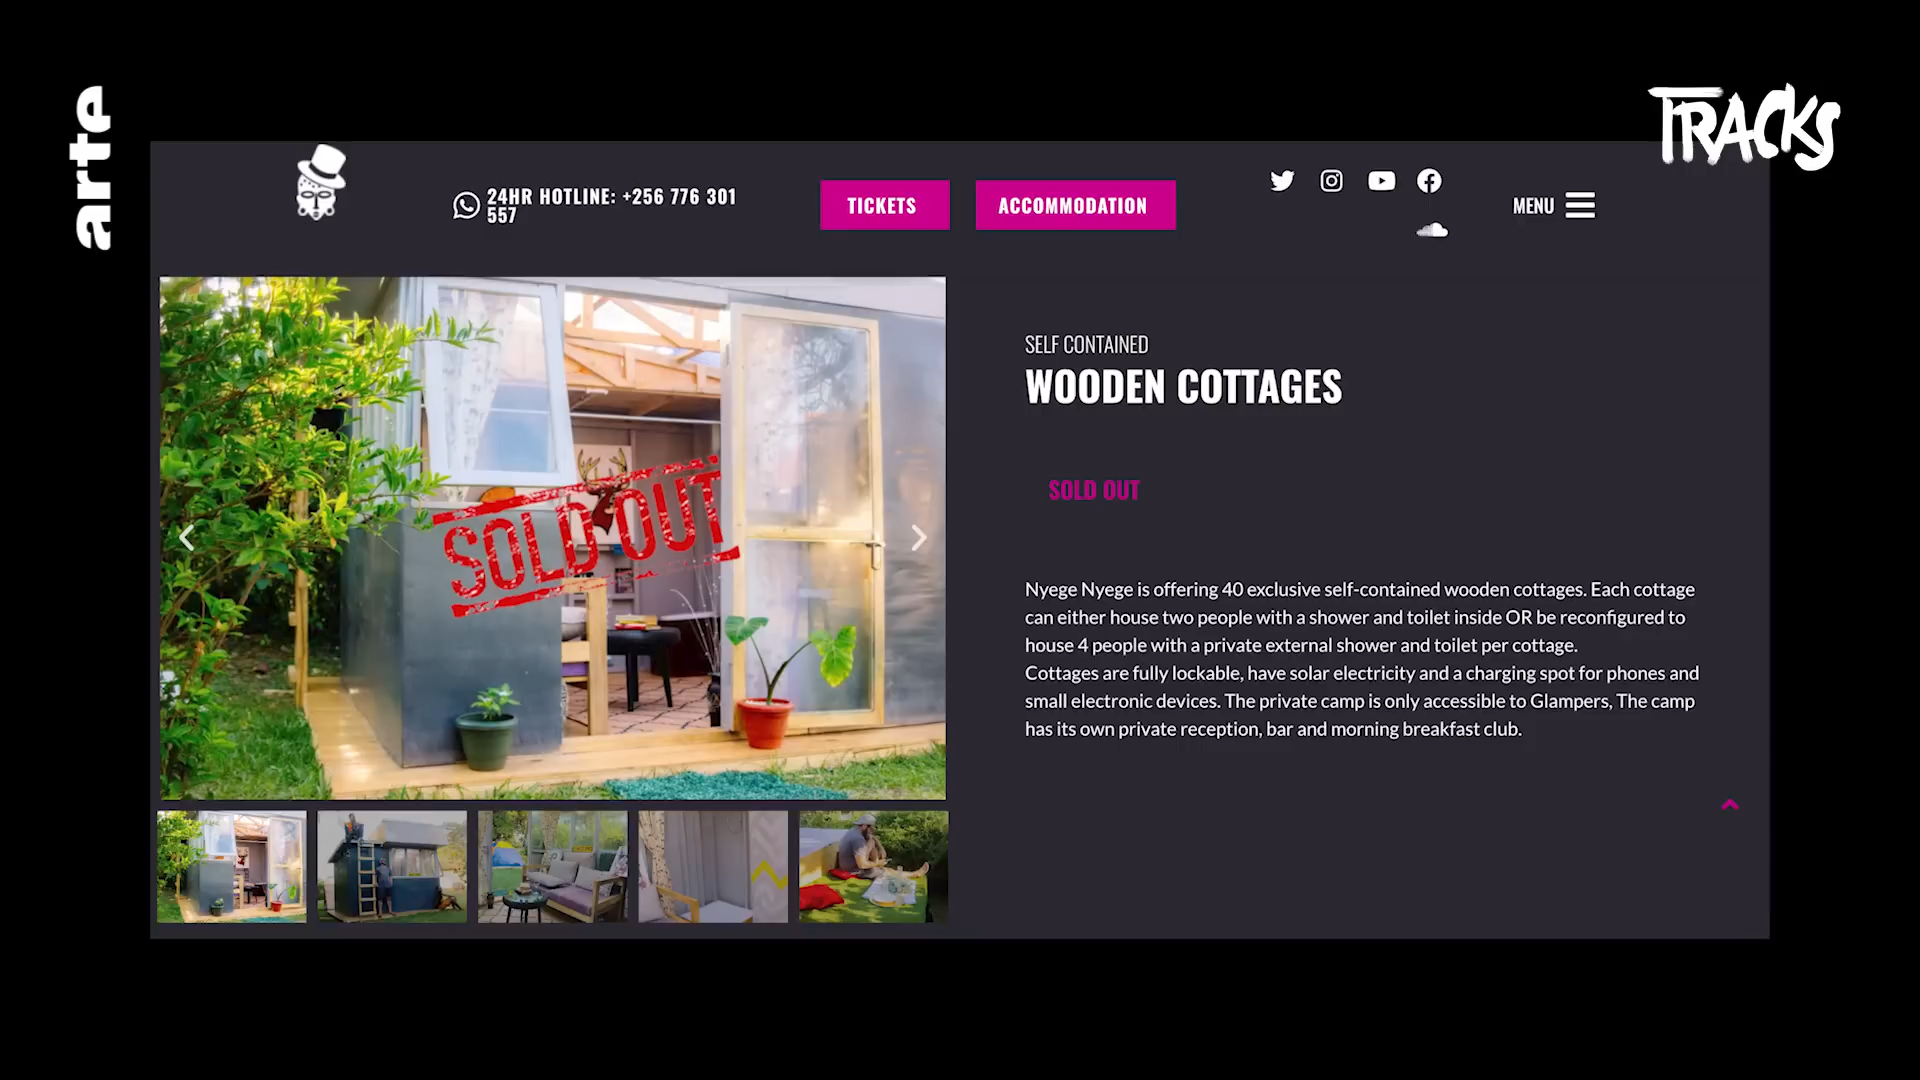 arte
TRACKS
24HR HOTLINE: +256 776 301
557
TICKETS
ACCOMMODATION
MENU
SELF CONTAINED
WOODEN COTTAGES
SOLD OUT
SOLD OUT
Nyege Nyege is offering 40 exclusive self-contained wooden cottages. Each cottage
can either house two people with a shower and toilet inside OR be reconfigured to
house 4 people with a private external shower and toilet per cottage.
Cottages are fully lockable, have solar electricity and a charging spot for phones and
small electronic devices. The private camp is only accessible to Glampers, The camp
has its own private reception, bar and morning breakfast club.